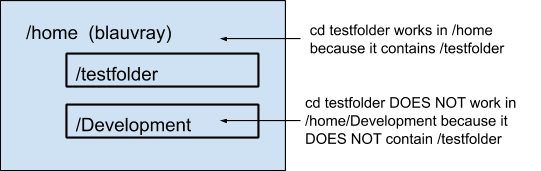 /home (blauvray)
cd testfolder works in /home
because it contains /testfolder
/testfolder
cd testfolder DOES NOT work in
/home/Development because it
DOES NOT contain /testfolder
/Development